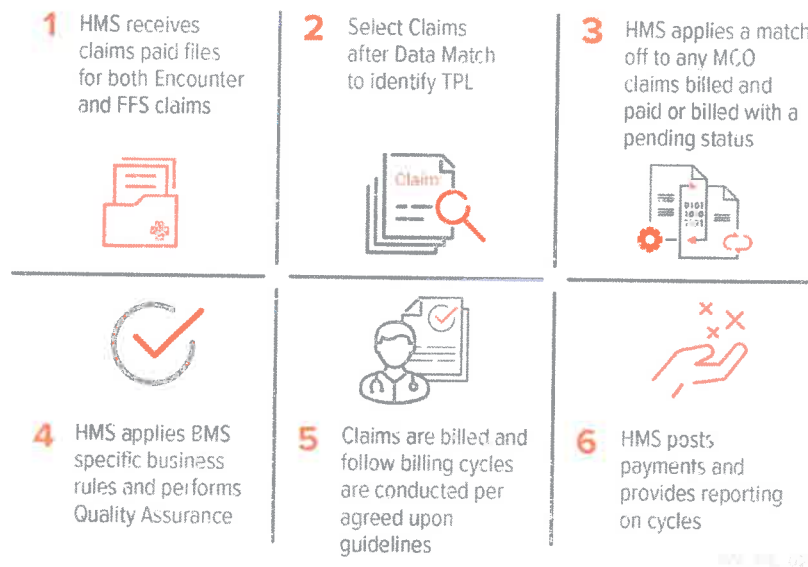 1 HMS receives
claims paid files
for both Encounter
and FFS claims
2 Select Claims
after Data Match
to identify TPL
3 HMS applies a match
off to any MCO
claims billed and
paid or billed with a
pending status
Claim
0101
4 HMS applies BMS
specific business
rules and performs
Quality Assurance
5 Claims are billed and
follow billing cycles
are conducted per
agreed upon
guidelines
6 HMS posts
payments and
provides reporting
on cycles